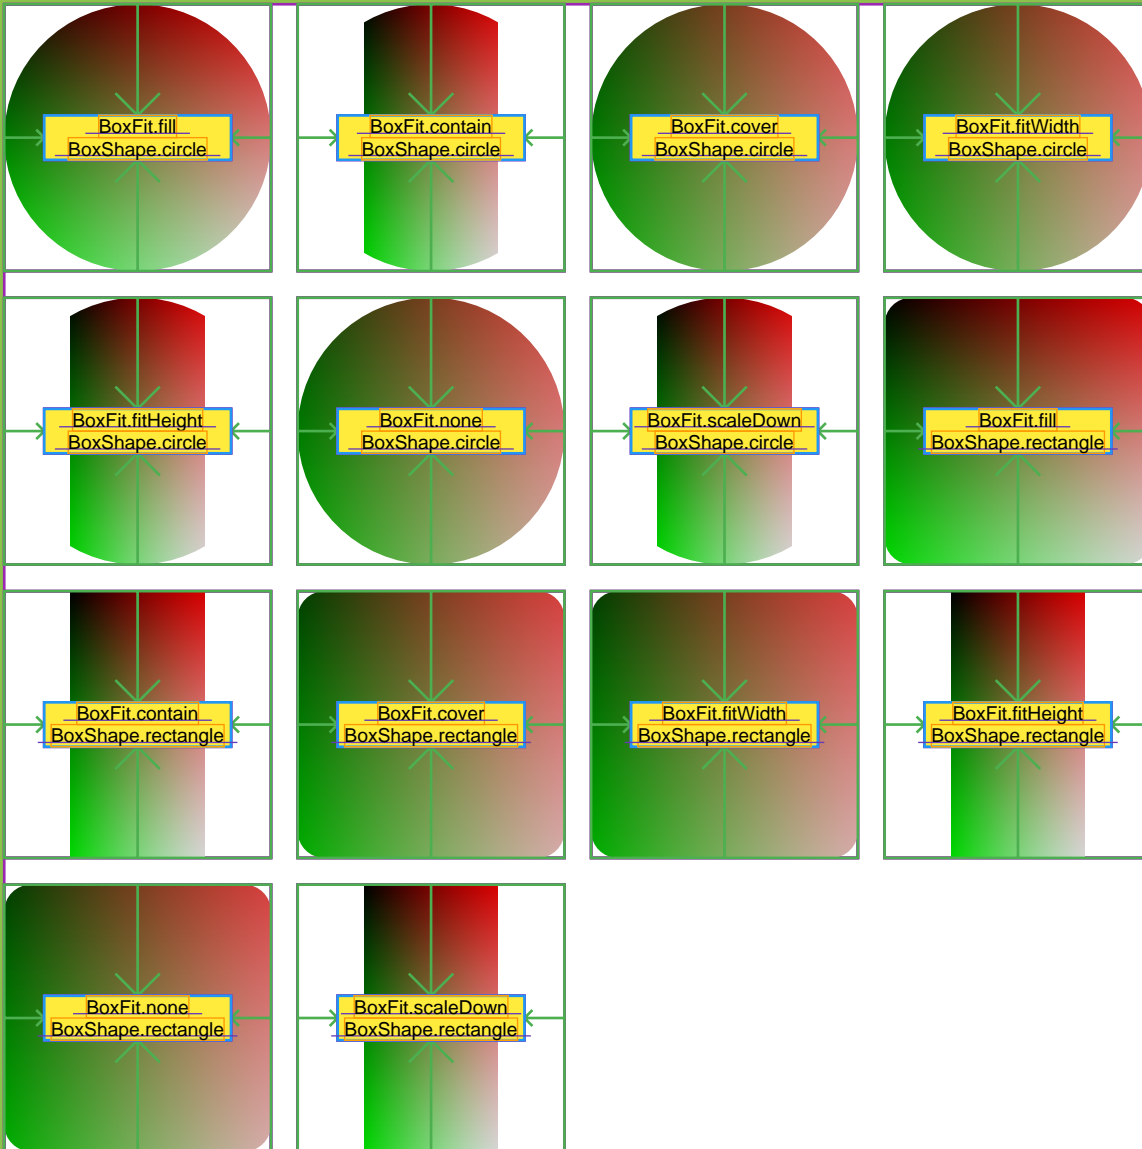 BoxFit.fill
BoxShape.circle
BoxFit.contain
BoxShape.circle
BoxFit.cover
BoxShape.circle
BoxFit.fitWidth
BoxShape.circle
BoxFit.fitHeight
BoxShape.circle
BoxFit.none
BoxShape.circle
BoxFit.scaleDown
BoxShape.circle
BoxFit.fill
BoxShape.rectangle
BoxFit.contain
BoxShape.rectangle
BoxFit.cover
BoxShape.rectangle
BoxFit.fitWidth
BoxShape.rectangle
BoxFit.fitHeight
BoxShape.rectangle
BoxFit.none
BoxShape.rectangle
BoxFit.scaleDown
BoxShape.rectangle